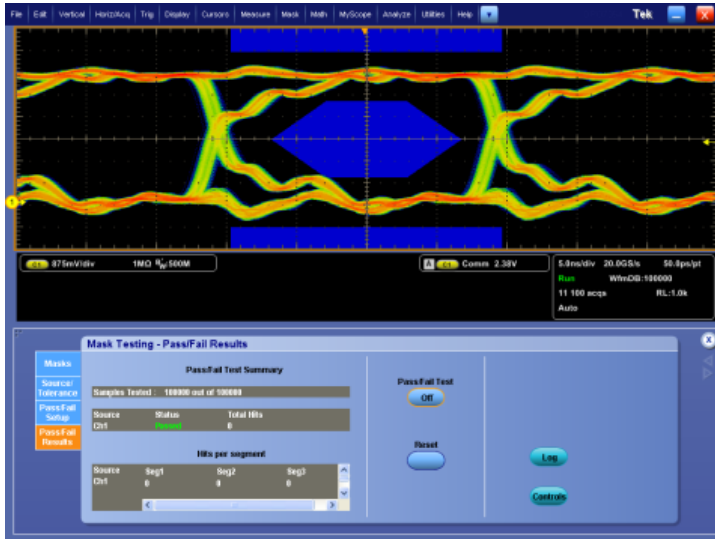 File Edit Vertical Horiz/Acq Trig Display Cursors Measure Mask Math MyScope Analyze Utilities Help Tek X
1
C1 875mV/div 1MΩ BW:500M
A C1 Comm 2.38V
5.0ns/div 20.0GS/s 50.0ps/pt
Run WfmDB:100000
11 100 acqs RL:1.0k
Auto
Mask Testing - Pass/Fail Results
X
Masks
Source/
Tolerance
Pass/Fail
Setup
Pass/Fail
Results
Pass/Fail Test Summary
Samples Tested : 100000 out of 100000
Source Status Total Hits
Ch1 Passed 0
Hits per segment
Source Seg1 Seg2 Seg3
Ch1 0 0 0
Pass/Fail Test
Off
Reset
Log
Controls